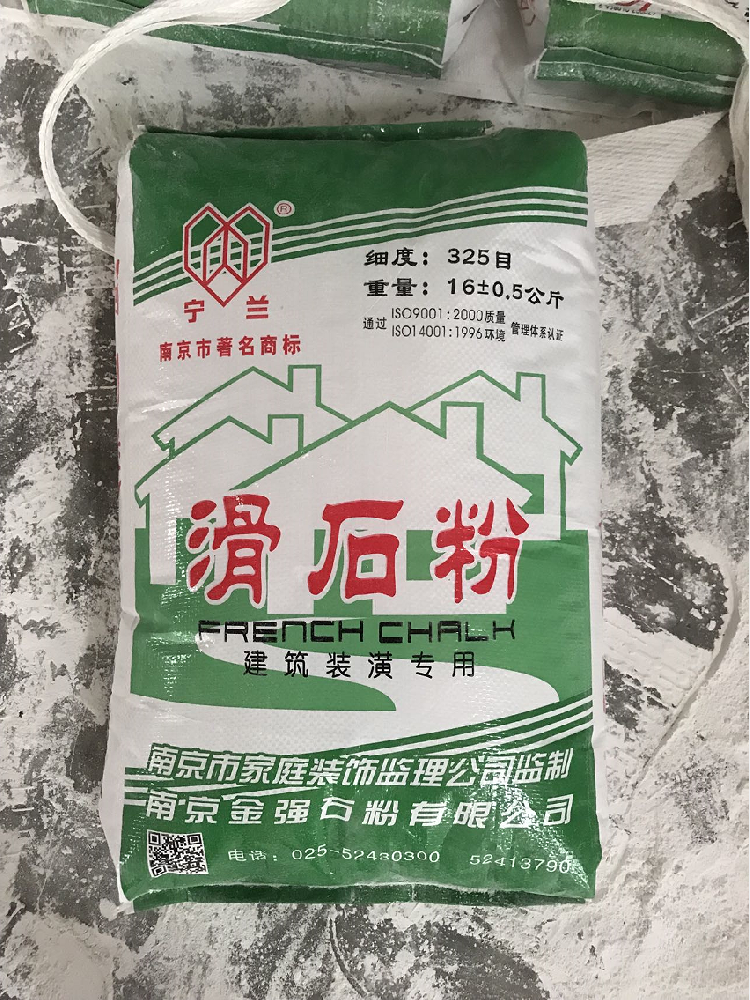 ®
宁兰
南京市著名商标
细度：325目
重量：16±0.5公斤
通过 ISO9001:2000质量 管理体系认证
ISO14001:1996环境
滑石粉
FRENCH CHALK
建筑装潢专用
南京市家庭装饰监理公司监制
南京金强石粉有限公司
电话：025-52480300 52413790